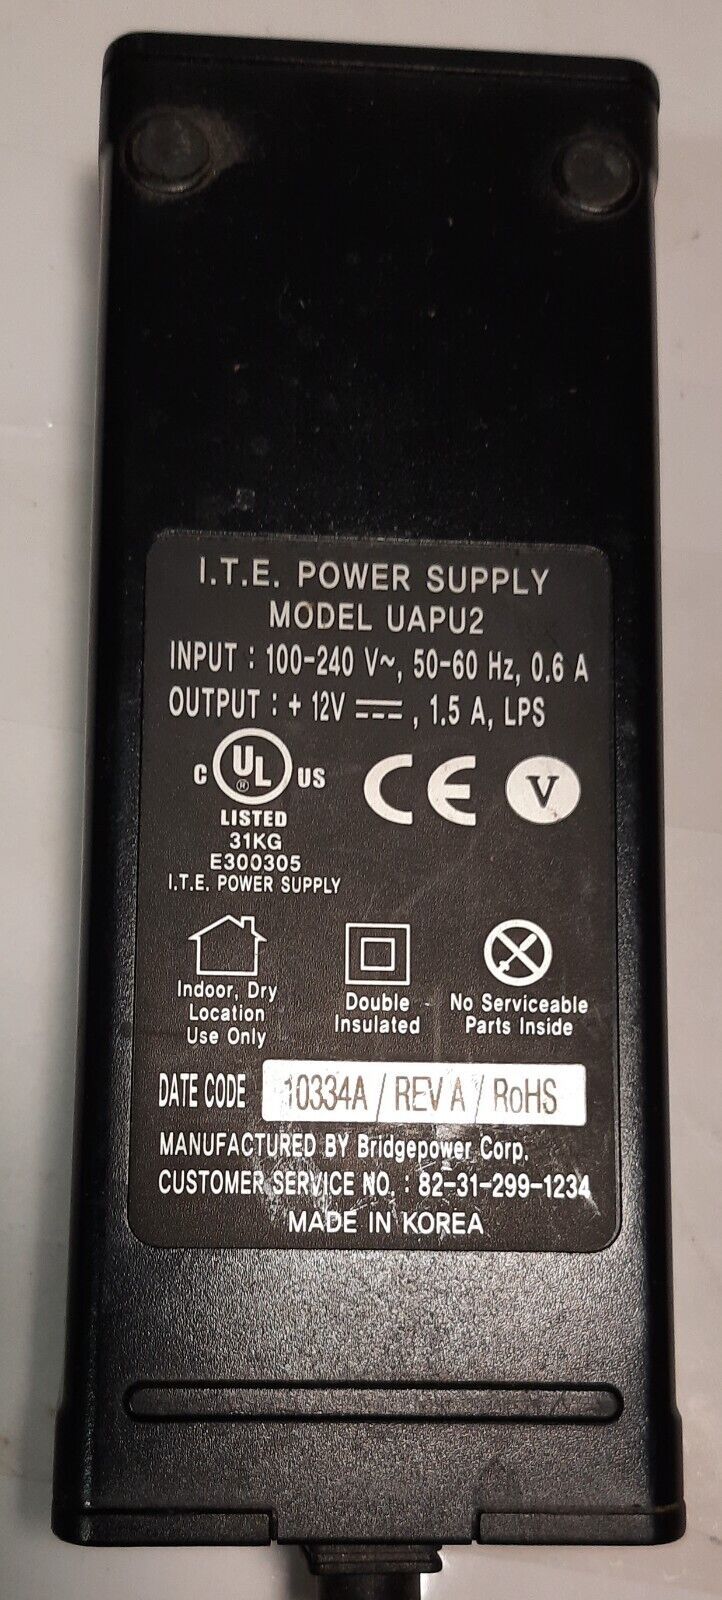 I.T.E. POWER SUPPLY
MODEL UAPU2
INPUT : 100-240 V~, 50-60 Hz, 0.6 A
OUTPUT : + 12V ⎓, 1.5 A, LPS
C UL ® US
LISTED
31KG
E300305
I.T.E. POWER SUPPLY
CE
V
Indoor, Dry
Location
Use Only
Double
Insulated
No Serviceable
Parts Inside
DATE CODE 10334A / REV A / RoHS
MANUFACTURED BY Bridgepower Corp.
CUSTOMER SERVICE NO. : 82-31-299-1234
MADE IN KOREA